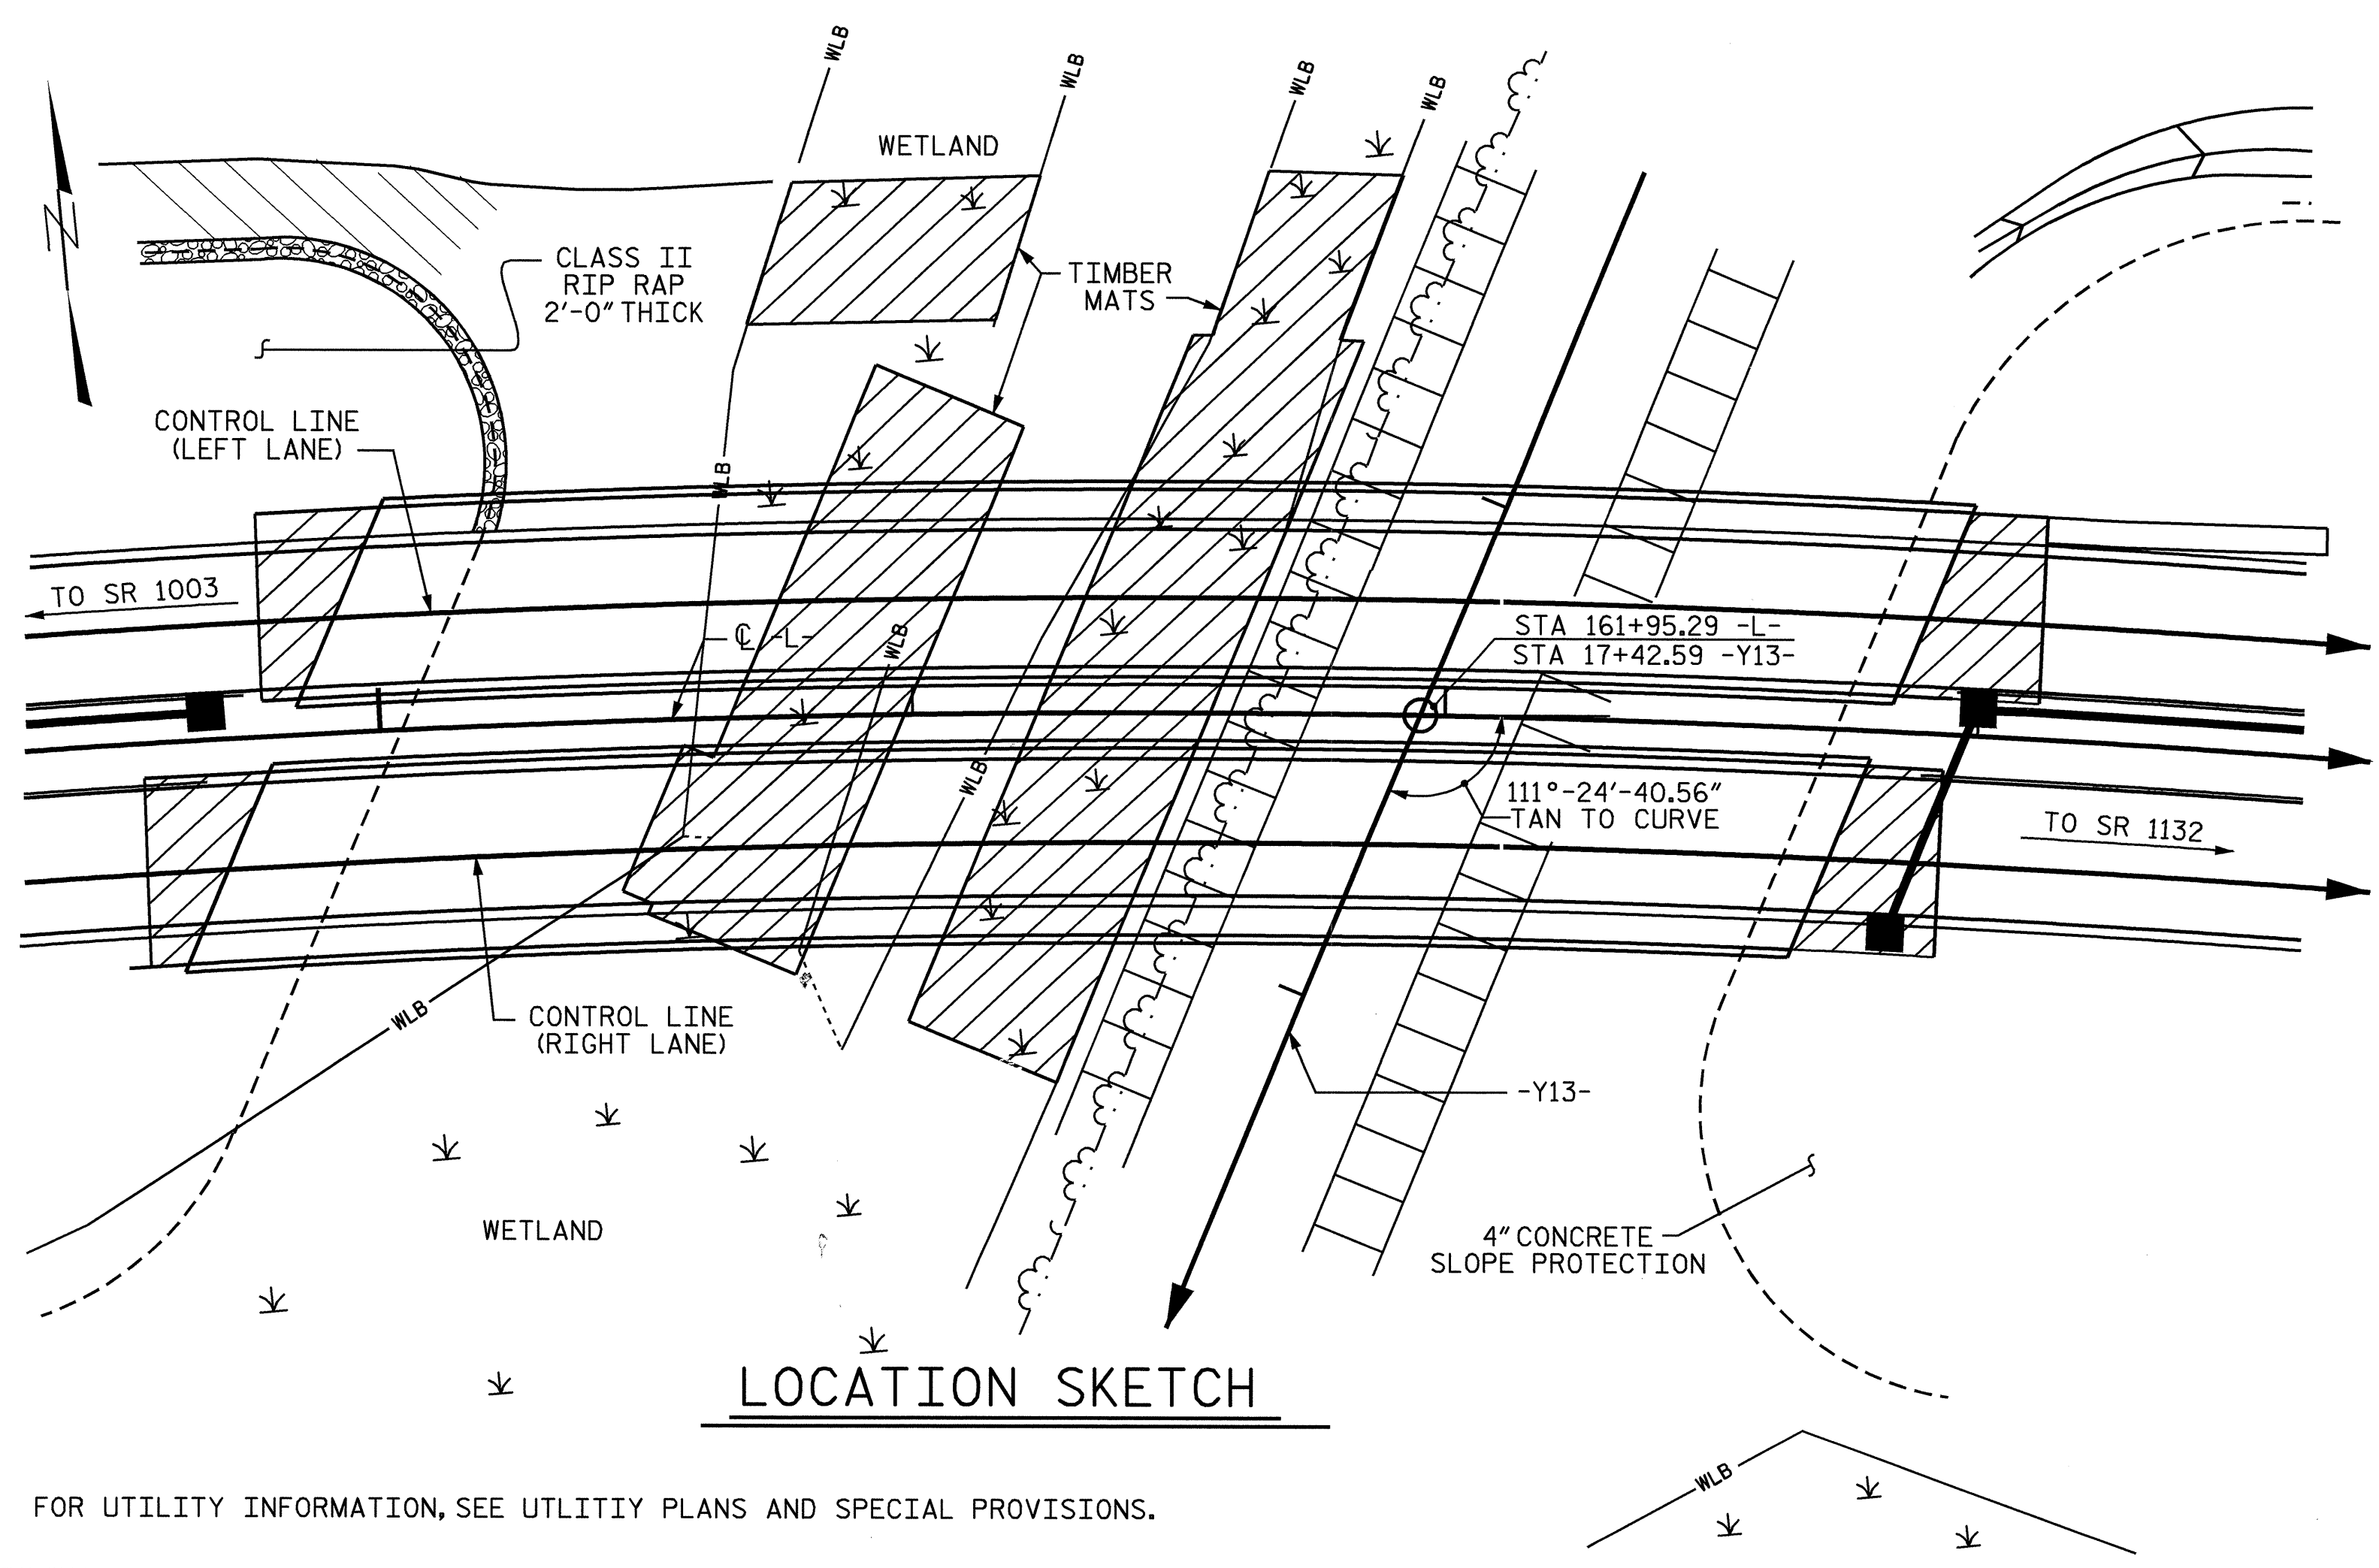 WLB
WLB
WLB
WLB
WETLAND
N
CLASS II
RIP RAP
2'-0" THICK
TIMBER
MATS
CONTROL LINE
(LEFT LANE)
WLB
TO SR 1003
℄ -L-
WLB
STA 161+95.29 -L-
STA 17+42.59 -Y13-
WLB
111°-24'-40.56"
TAN TO CURVE
TO SR 1132
WLB
CONTROL LINE
(RIGHT LANE)
-Y13-
WETLAND
4" CONCRETE
SLOPE PROTECTION
LOCATION SKETCH
WLB
FOR UTILITY INFORMATION, SEE UTLITIY PLANS AND SPECIAL PROVISIONS.